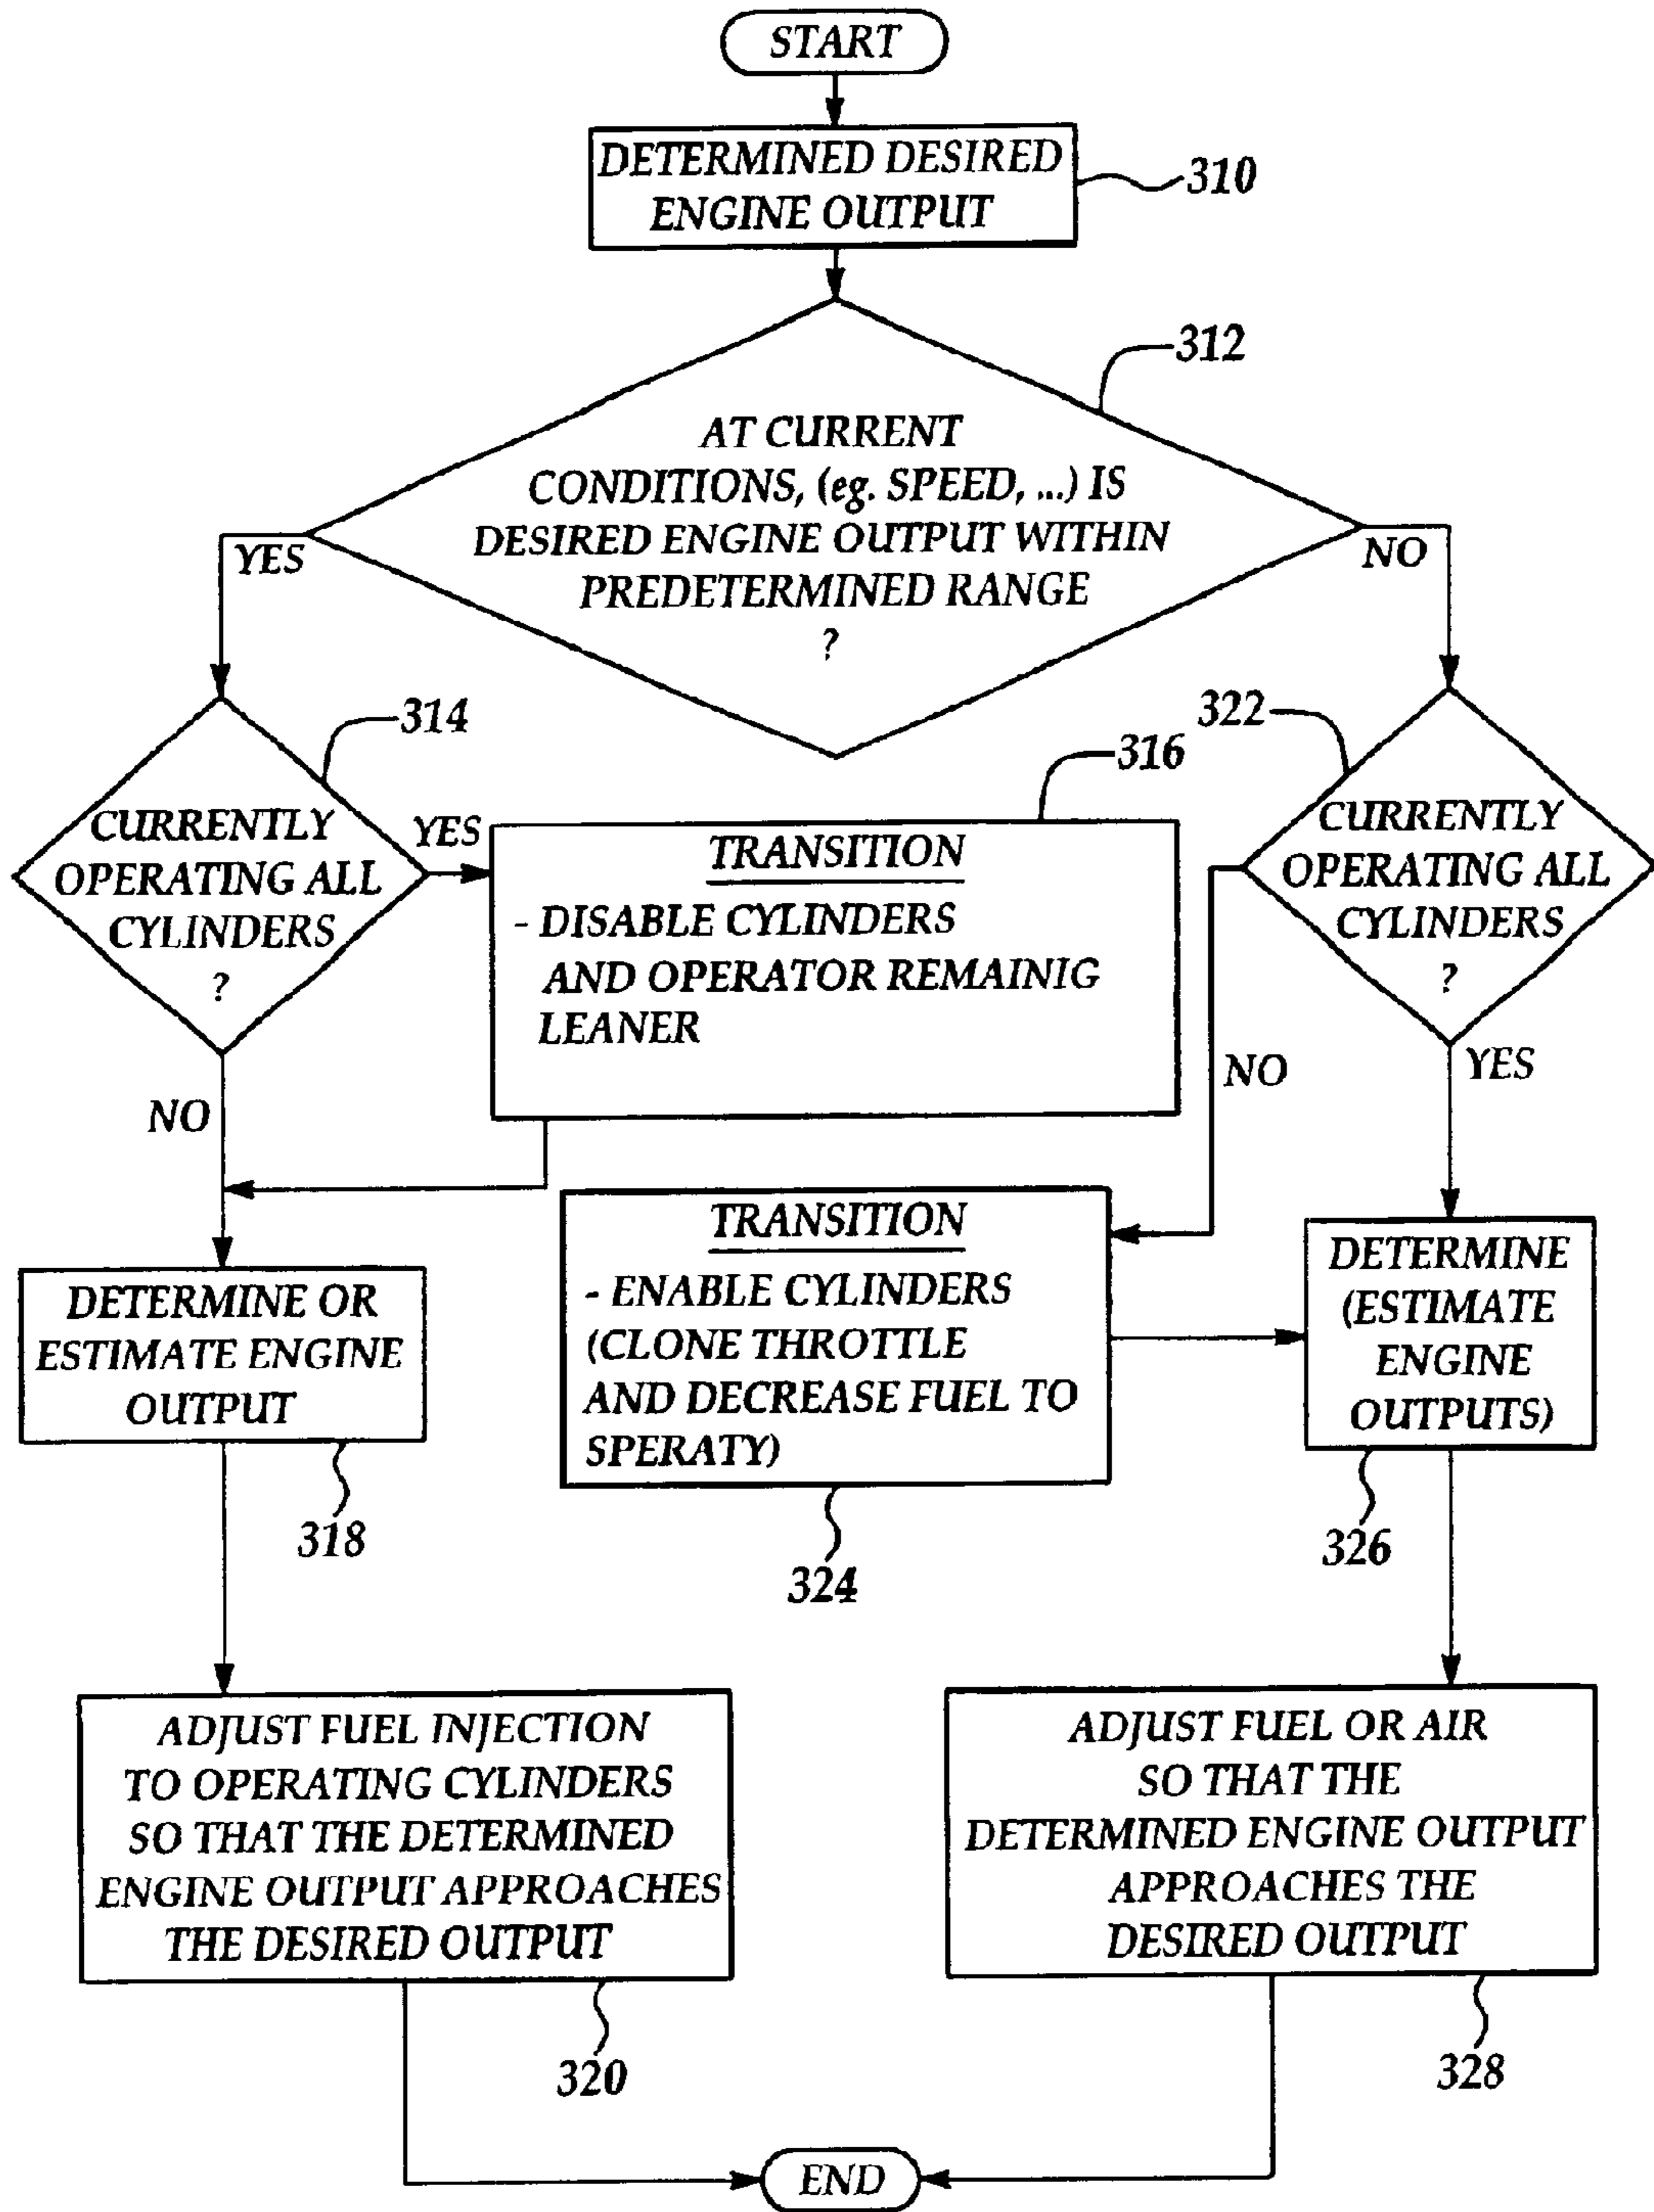 START
DETERMINED DESIRED
ENGINE OUTPUT
310
312
AT CURRENT
CONDITIONS, (eg. SPEED, ...) IS
DESIRED ENGINE OUTPUT WITHIN
PREDETERMINED RANGE
?
YES
NO
314
CURRENTLY
OPERATING ALL
CYLINDERS
?
YES
NO
316
TRANSITION
- DISABLE CYLINDERS
AND OPERATOR REMAINIG
LEANER
322
CURRENTLY
OPERATING ALL
CYLINDERS
?
NO
YES
DETERMINE OR
ESTIMATE ENGINE
OUTPUT
318
TRANSITION
- ENABLE CYLINDERS
(CLONE THROTTLE
AND DECREASE FUEL TO
SPERATY)
324
DETERMINE
(ESTIMATE
ENGINE
OUTPUTS)
326
ADJUST FUEL INJECTION
TO OPERATING CYLINDERS
SO THAT THE DETERMINED
ENGINE OUTPUT APPROACHES
THE DESIRED OUTPUT
320
ADJUST FUEL OR AIR
SO THAT THE
DETERMINED ENGINE OUTPUT
APPROACHES THE
DESIRED OUTPUT
328
END